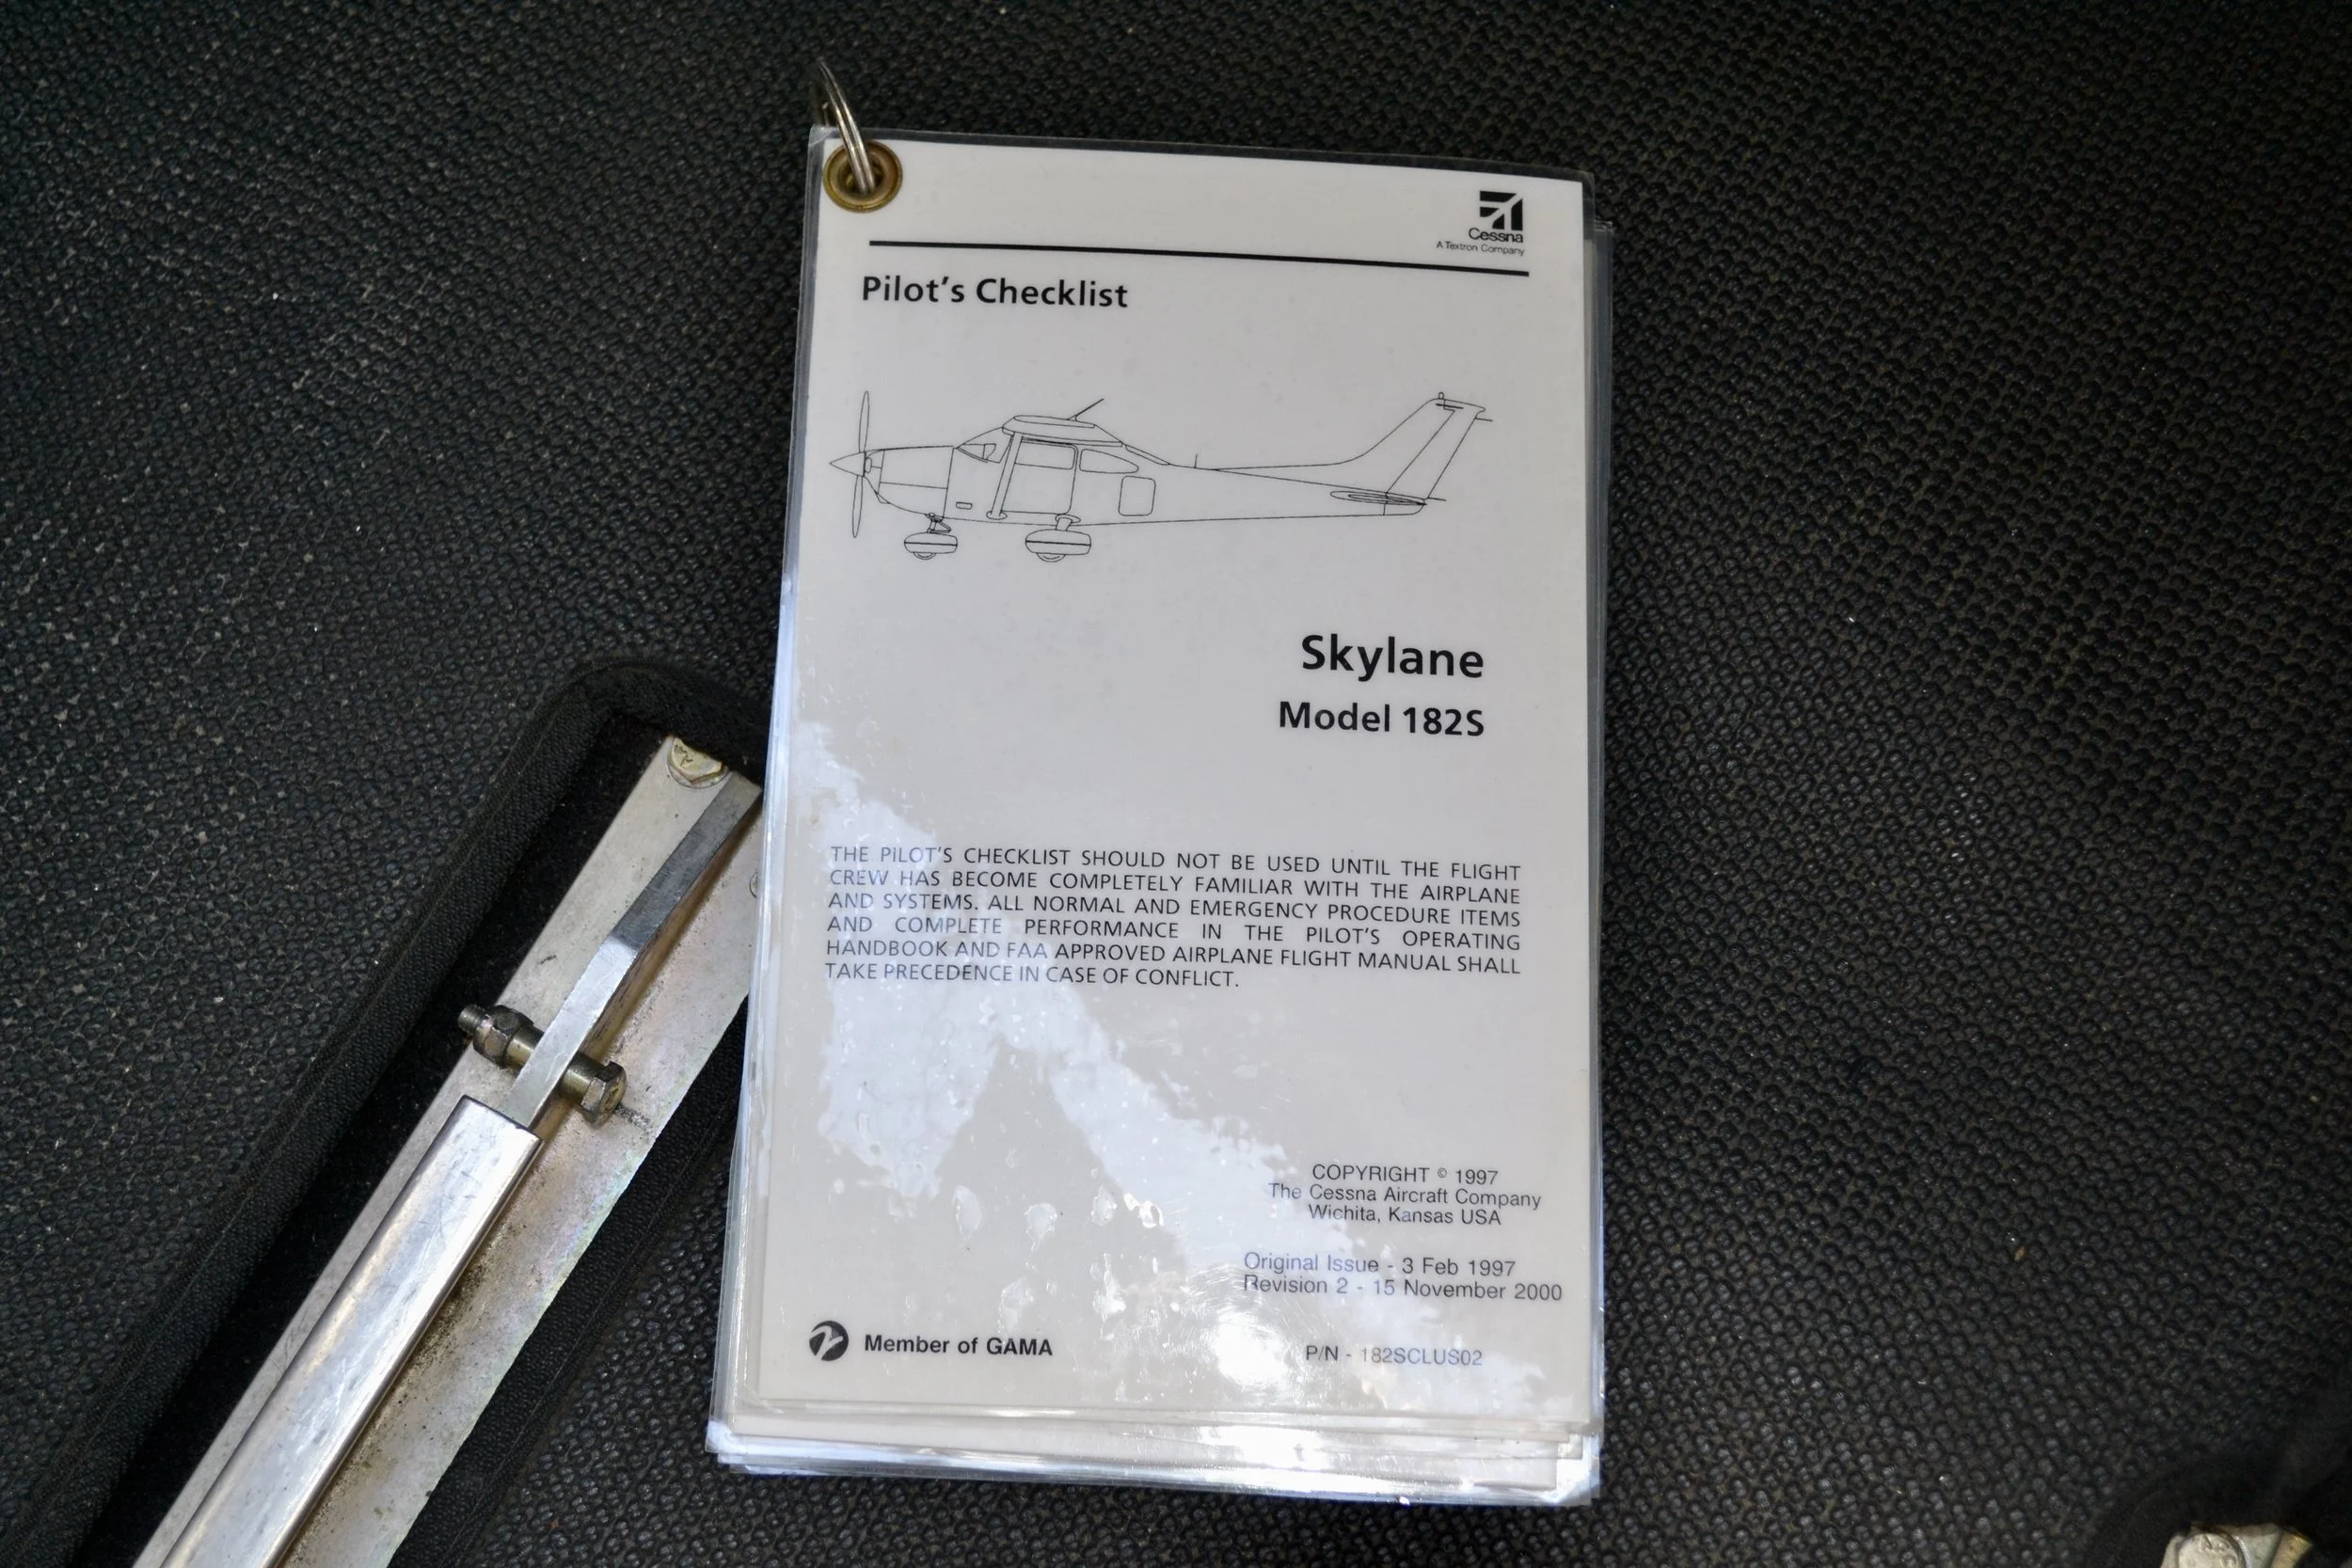 Cessna
A Textron Company
Pilot's Checklist
Skylane
Model 182S
THE PILOT'S CHECKLIST SHOULD NOT BE USED UNTIL THE FLIGHT
CREW HAS BECOME COMPLETELY FAMILIAR WITH THE AIRPLANE
AND SYSTEMS. ALL NORMAL AND EMERGENCY PROCEDURE ITEMS
AND COMPLETE PERFORMANCE IN THE PILOT'S OPERATING
HANDBOOK AND FAA APPROVED AIRPLANE FLIGHT MANUAL SHALL
TAKE PRECEDENCE IN CASE OF CONFLICT.
COPYRIGHT © 1997
The Cessna Aircraft Company
Wichita, Kansas USA
Original Issue - 3 Feb 1997
Revision 2 - 15 November 2000
Member of GAMA
P/N - 182SCLUS02